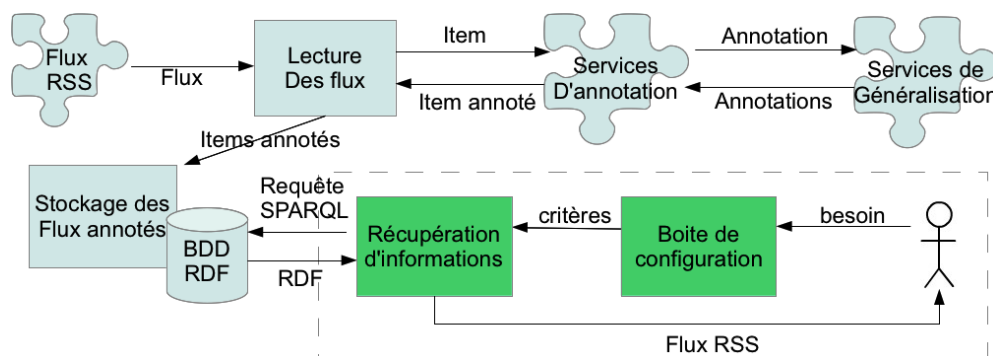 Flux
RSS
Flux
Lecture
Des flux
Item
Item annoté
Services
D'annotation
Annotation
Annotations
Services de
Généralisation
Items annotés
Stockage des
Flux annotés
BDD
RDF
Requête
SPARQL
RDF
Récupération
d'informations
critères
Boite de
configuration
besoin
Flux RSS